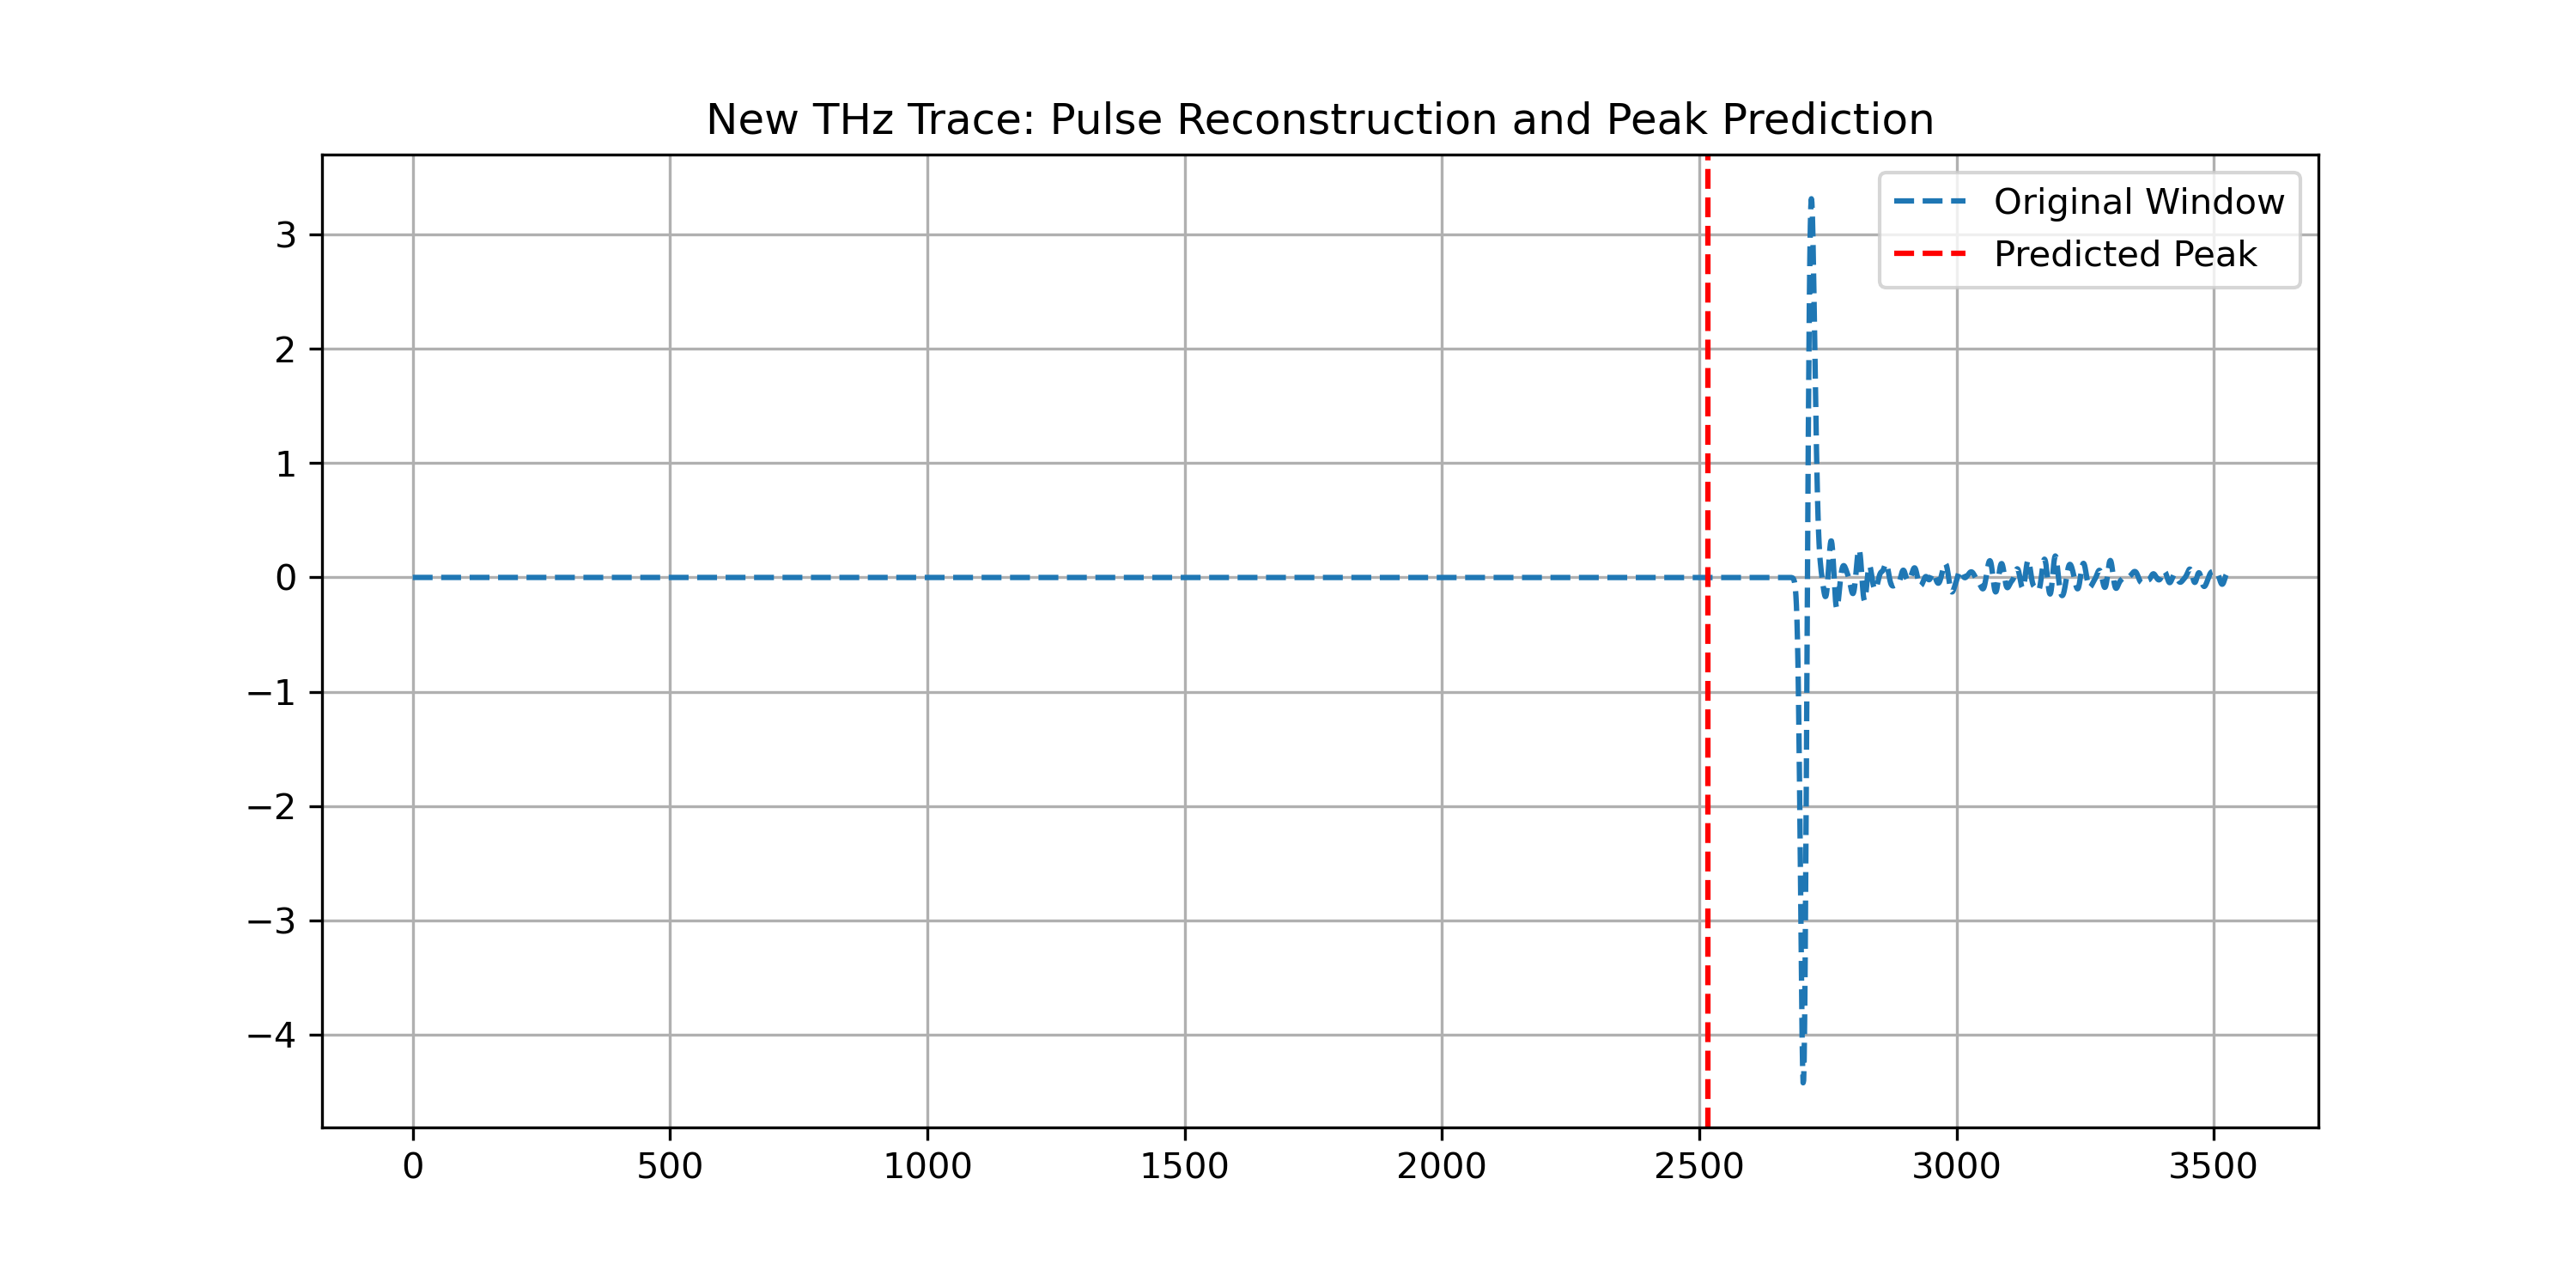 New THz Trace: Pulse Reconstruction and Peak Prediction
Original Window
Predicted Peak
3
2
1
0
−1
−2
−3
−4
0 500 1000 1500 2000 2500 3000 3500